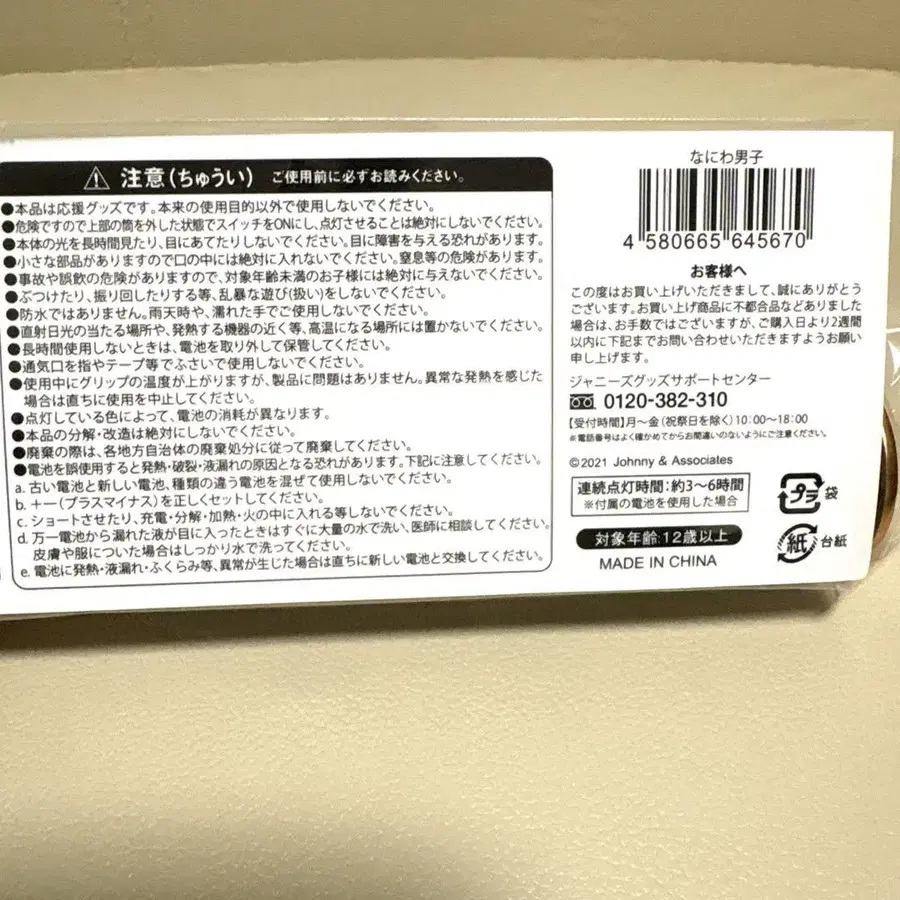 ⚠ 注意(ちゅうい) ご使用前に必ずお読みください。
●本品は応援グッズです。本来の使用目的以外で使用しないでください。
●危険ですので上部の筒を外した状態でスイッチをONにし、点灯させることは絶対にしないでください。
●本体の光を長時間見たり、目にあてたりしないでください。目に障害を与える恐れがあります。
●小さな部品がありますので口の中には絶対に入れないでください。窒息等の危険があります。
●事故や誤飲の危険がありますので、対象年齢未満のお子様には絶対に与えないでください。
●ぶつけたり、振り回したりする等、乱暴な遊び(扱い)をしないでください。
●防水ではありません。雨天時や、濡れた手でご使用しないでください。
●直射日光の当たる場所や、発熱する機器の近く等、高温になる場所には置かないでください。
●長時間使用しないときは、電池を取り外して保管してください。
●通気口を指やテープ等でふさいで使用しないでください。
●使用中にグリップの温度が上がりますが、製品に問題はありません。異常な発熱を感じた
場合は直ちに使用を中止してください。
●点灯している色によって、電池の消耗が異なります。
●本品の分解・改造は絶対にしないでください。
●廃棄の際は、各地方自治体の廃棄処分に従って廃棄してください。
●電池を誤使用すると発熱・破裂・液漏れの原因となる恐れがあります。下記に注意してください。
a. 古い電池と新しい電池、種類の違う電池を混ぜて使用しないでください。
b. +ー(プラスマイナス)を正しくセットしてください。
c. ショートさせたり、充電・分解・加熱・火の中に入れる等しないでください。
d. 万一電池から漏れた液が目に入ったときはすぐに大量の水で洗い、医師に相談してください。
皮膚や服についた場合はしっかり水で洗ってください。
e. 電池に発熱・液漏れ・ふくらみ等、異常が生じた場合は直ちに新しい電池と交換してください。
なにわ男子
4 580665 645670
お客様へ
この度はお買い上げいただきまして、誠にありがとう
ございます。お買い上げ商品に不都合品などありました
場合は、お手数ではございますが、ご購入日より2週間
以内に下記までお問い合わせいただきますようお願い
申し上げます。
ジャニーズグッズサポートセンター
0120-382-310
【受付時間】月〜金(祝祭日を除く)10:00〜18:00
※電話番号はよく確かめてからお間違いのないようにご注意ください。
©2021 Johnny & Associates
連続点灯時間:約3〜6時間
※付属の電池を使用した場合
対象年齢:12歳以上
MADE IN CHINA
プラ 袋
紙 台紙